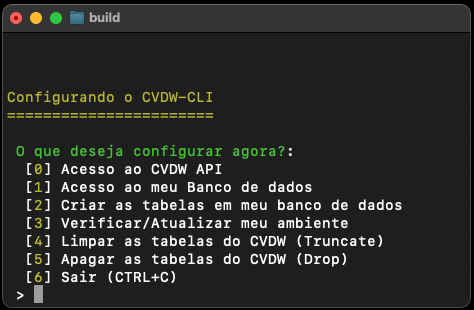 build
Configurando o CVDW-CLI
=======================
O que deseja configurar agora?:
[0] Acesso ao CVDW API
[1] Acesso ao meu Banco de dados
[2] Criar as tabelas em meu banco de dados
[3] Verificar/Atualizar meu ambiente
[4] Limpar as tabelas do CVDW (Truncate)
[5] Apagar as tabelas do CVDW (Drop)
[6] Sair (CTRL+C)
>